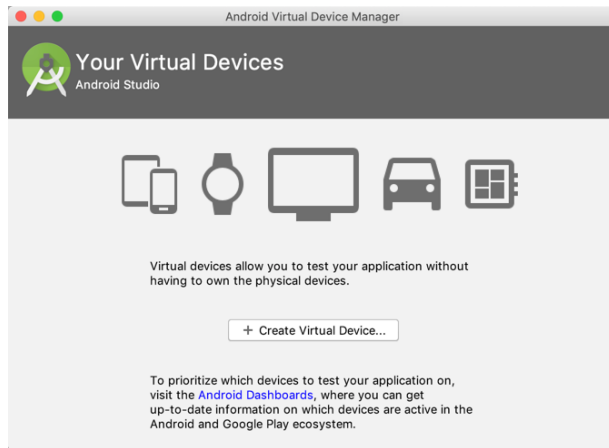 Android Virtual Device Manager
Your Virtual Devices
Android Studio
Virtual devices allow you to test your application without
having to own the physical devices.
+ Create Virtual Device...
To prioritize which devices to test your application on,
visit the Android Dashboards, where you can get
up-to-date information on which devices are active in the
Android and Google Play ecosystem.